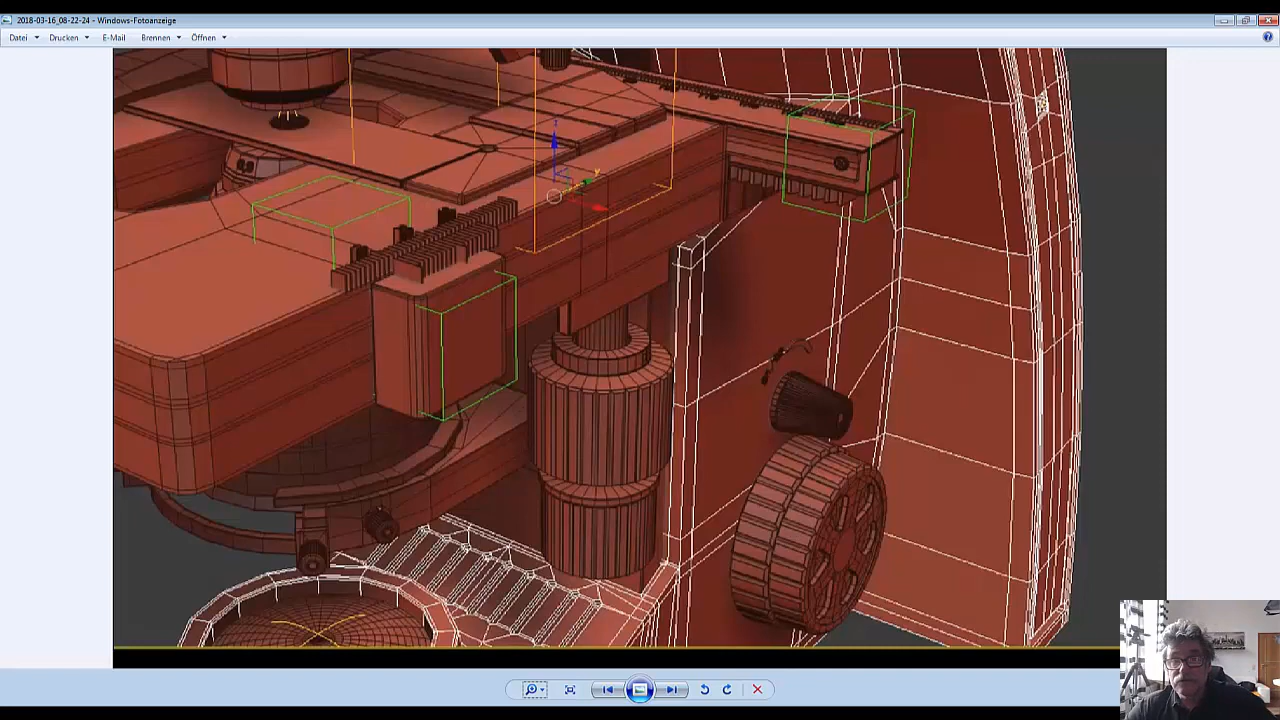 2018-03-16_08-22-24 - Windows-Fotoanzeige
Datei Drucken E-Mail Brennen Öffnen